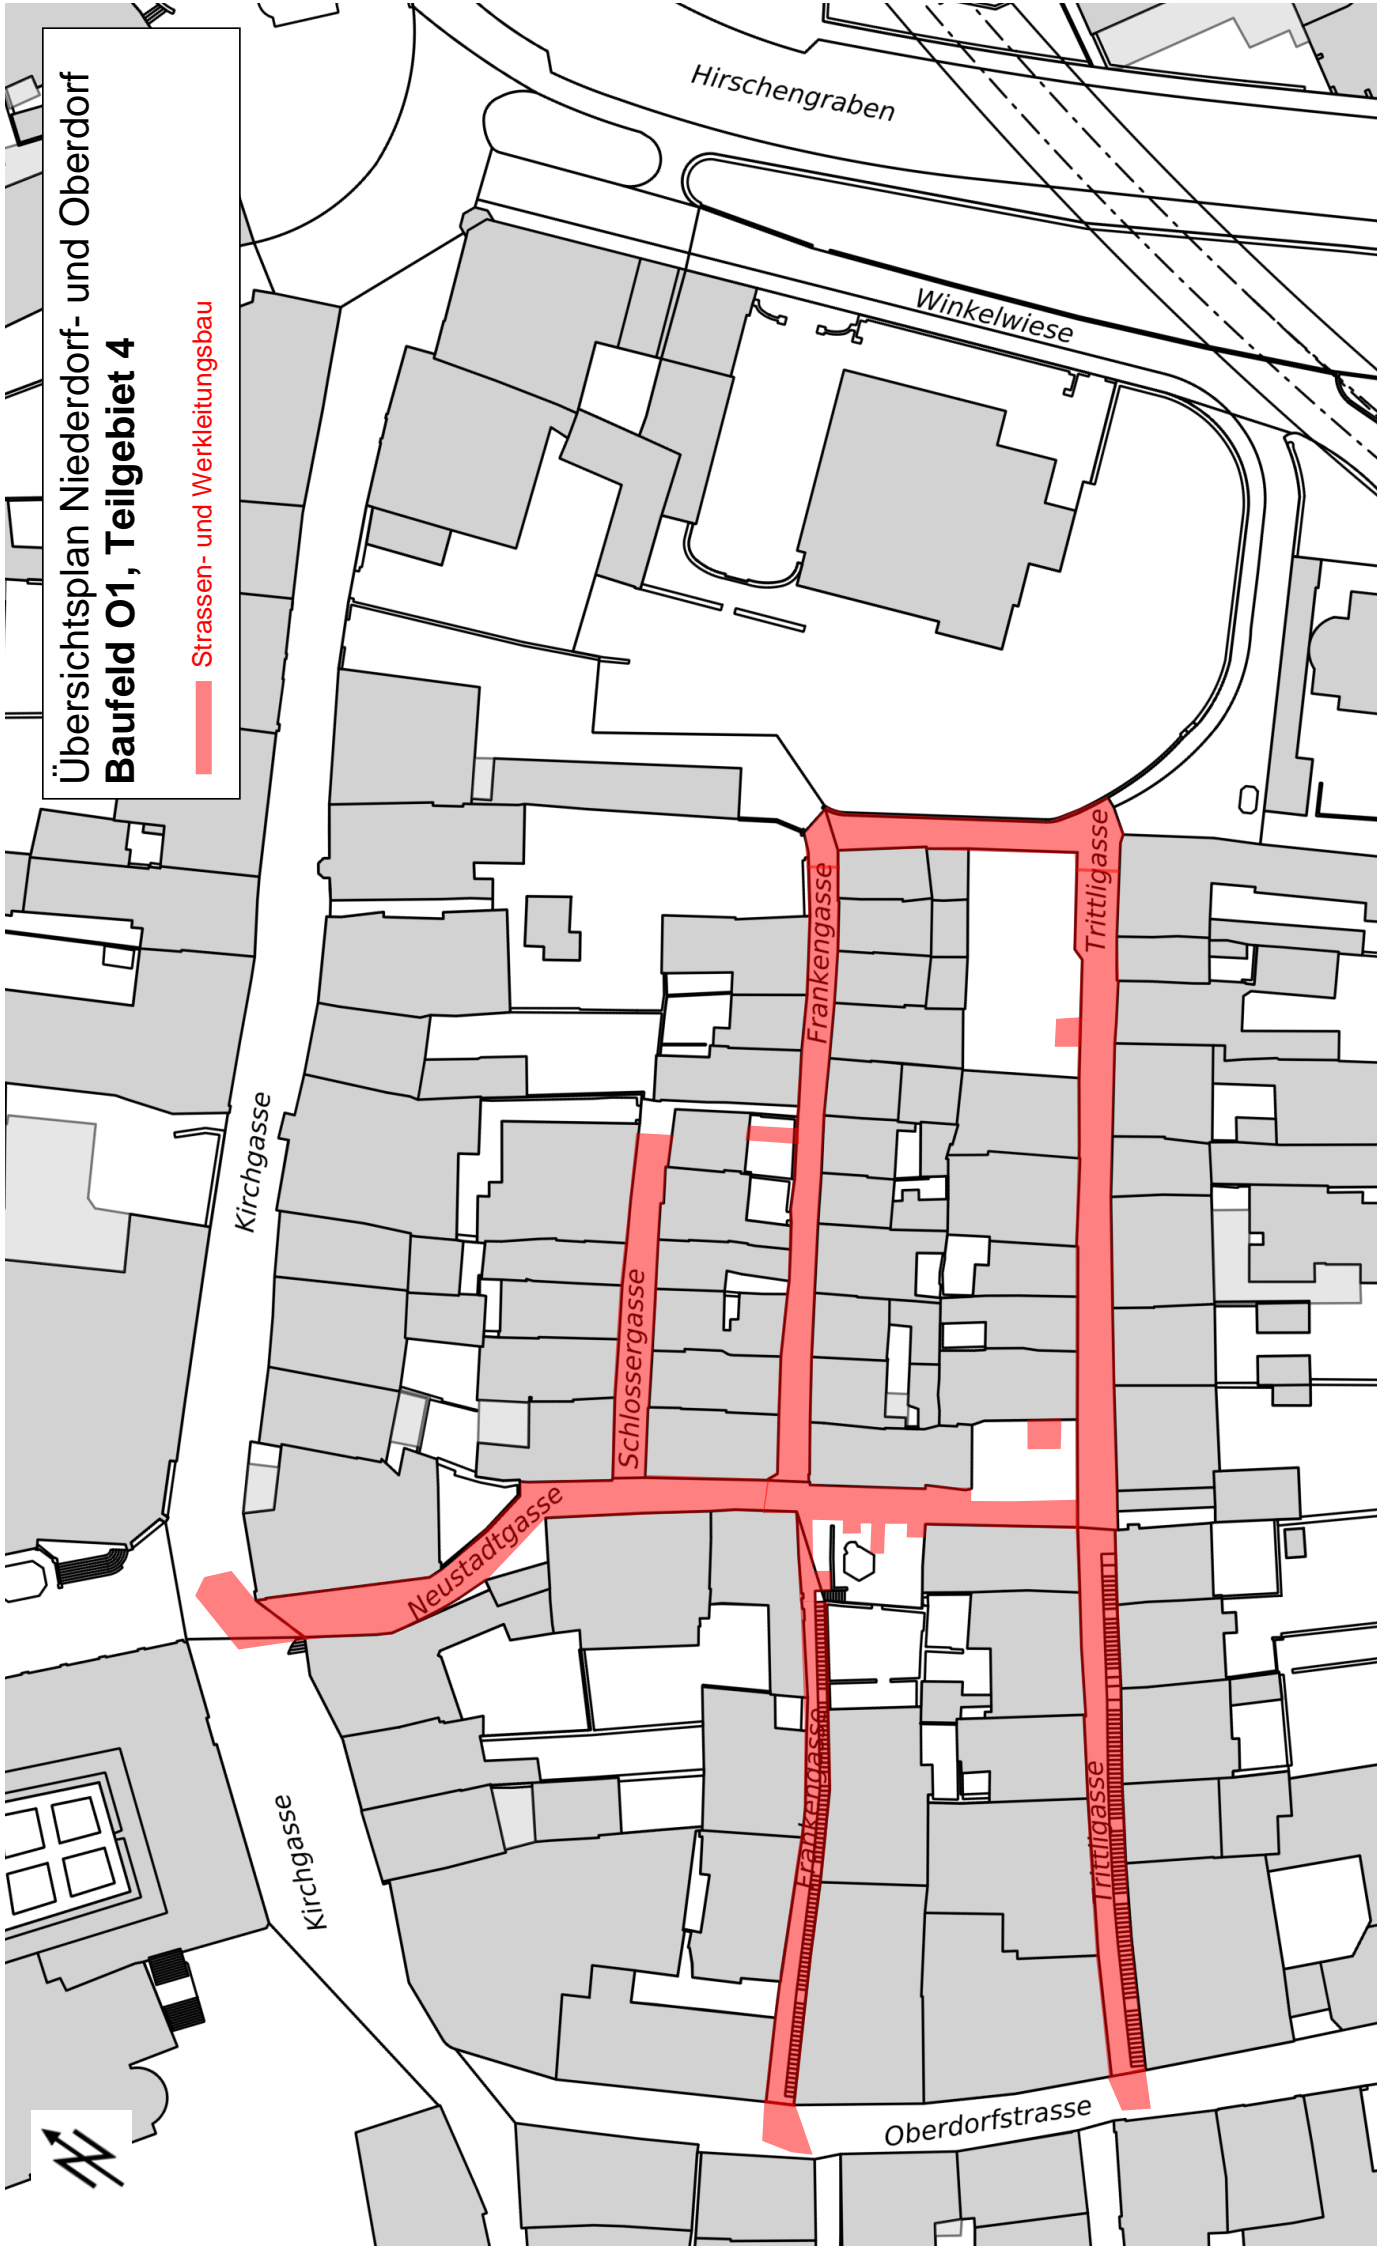 Übersichtsplan Niederdorf- und Oberdorf
Baufeld O1, Teilgebiet 4
Strassen- und Werkleitungsbau
Hirschengraben
Winkelwiese
Frankengasse
Trittligasse
Kirchgasse
Schlossergasse
Neustadtgasse
Frankengasse
Trittligasse
Kirchgasse
Oberdorfstrasse